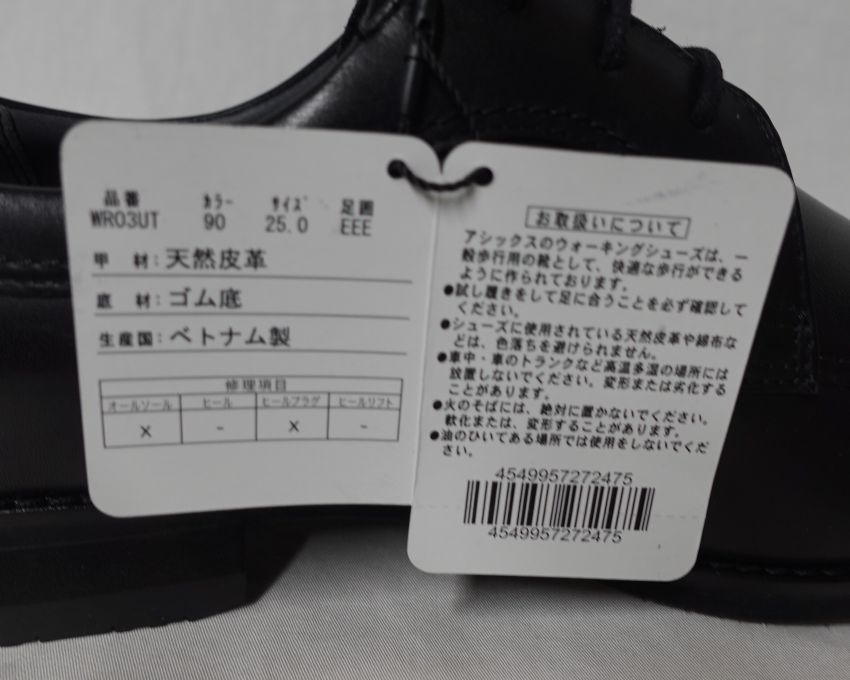 品番 カラー サイズ 足囲
WR03UT 90 25.0 EEE
甲 材：天然皮革
底 材：ゴム底
生産国：ベトナム製
修理項目
オールソール ヒール ヒールフラグ ヒールリフト
× - × -
お取扱いについて
アシックスのウォーキングシューズは、一
般歩行用の靴として、快適な歩行ができる
ように作られております。
●試し履きをして足に合うことを必ず確認して
ください。
●シューズに使用されている天然皮革や綿布な
どは、色落ちを避けられません。
●車中・車のトランクなど高温多湿の場所には
放置しないでください。変形または劣化する
ことがあります。
●火のそばには、絶対に置かないでください。
軟化または、変形することがあります。
●油のひいてある場所では使用をしないでくだ
さい。
4549957272475
4549957272475